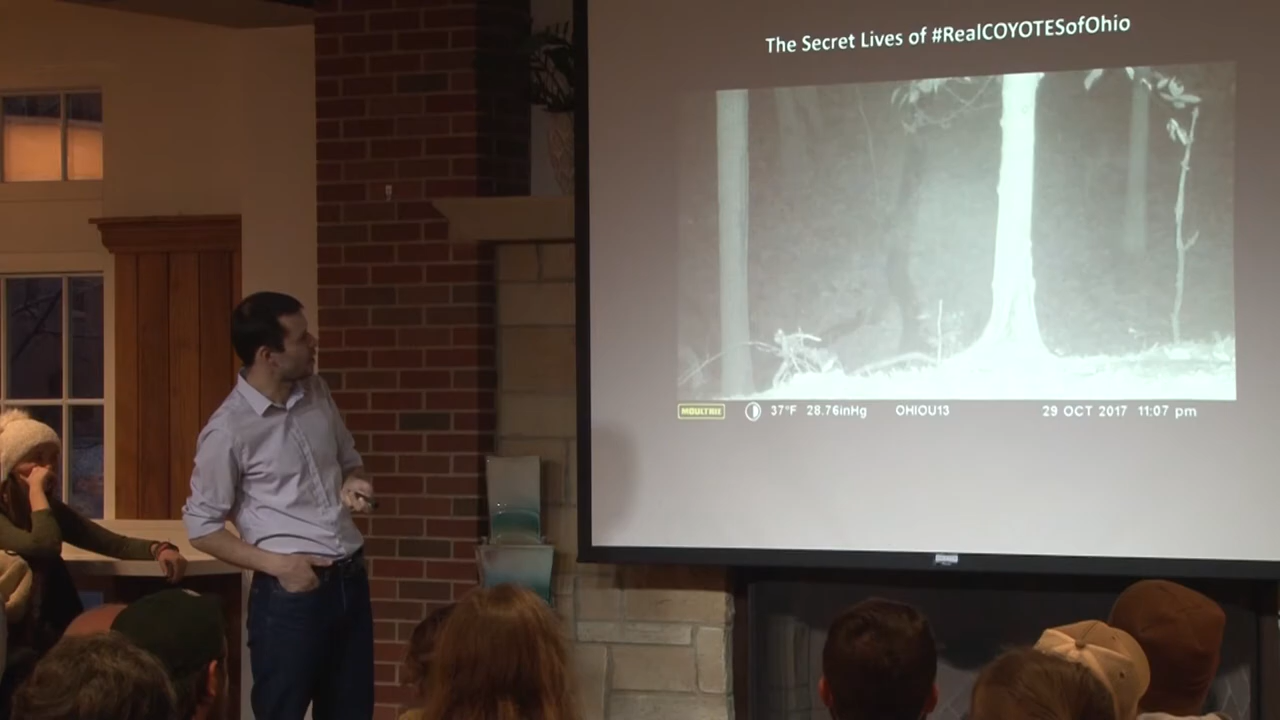 The Secret Lives of #RealCOYOTESofOhio
MOULTRIE 37°F 28.76inHg OHIOU13 29 OCT 2017 11:07 pm